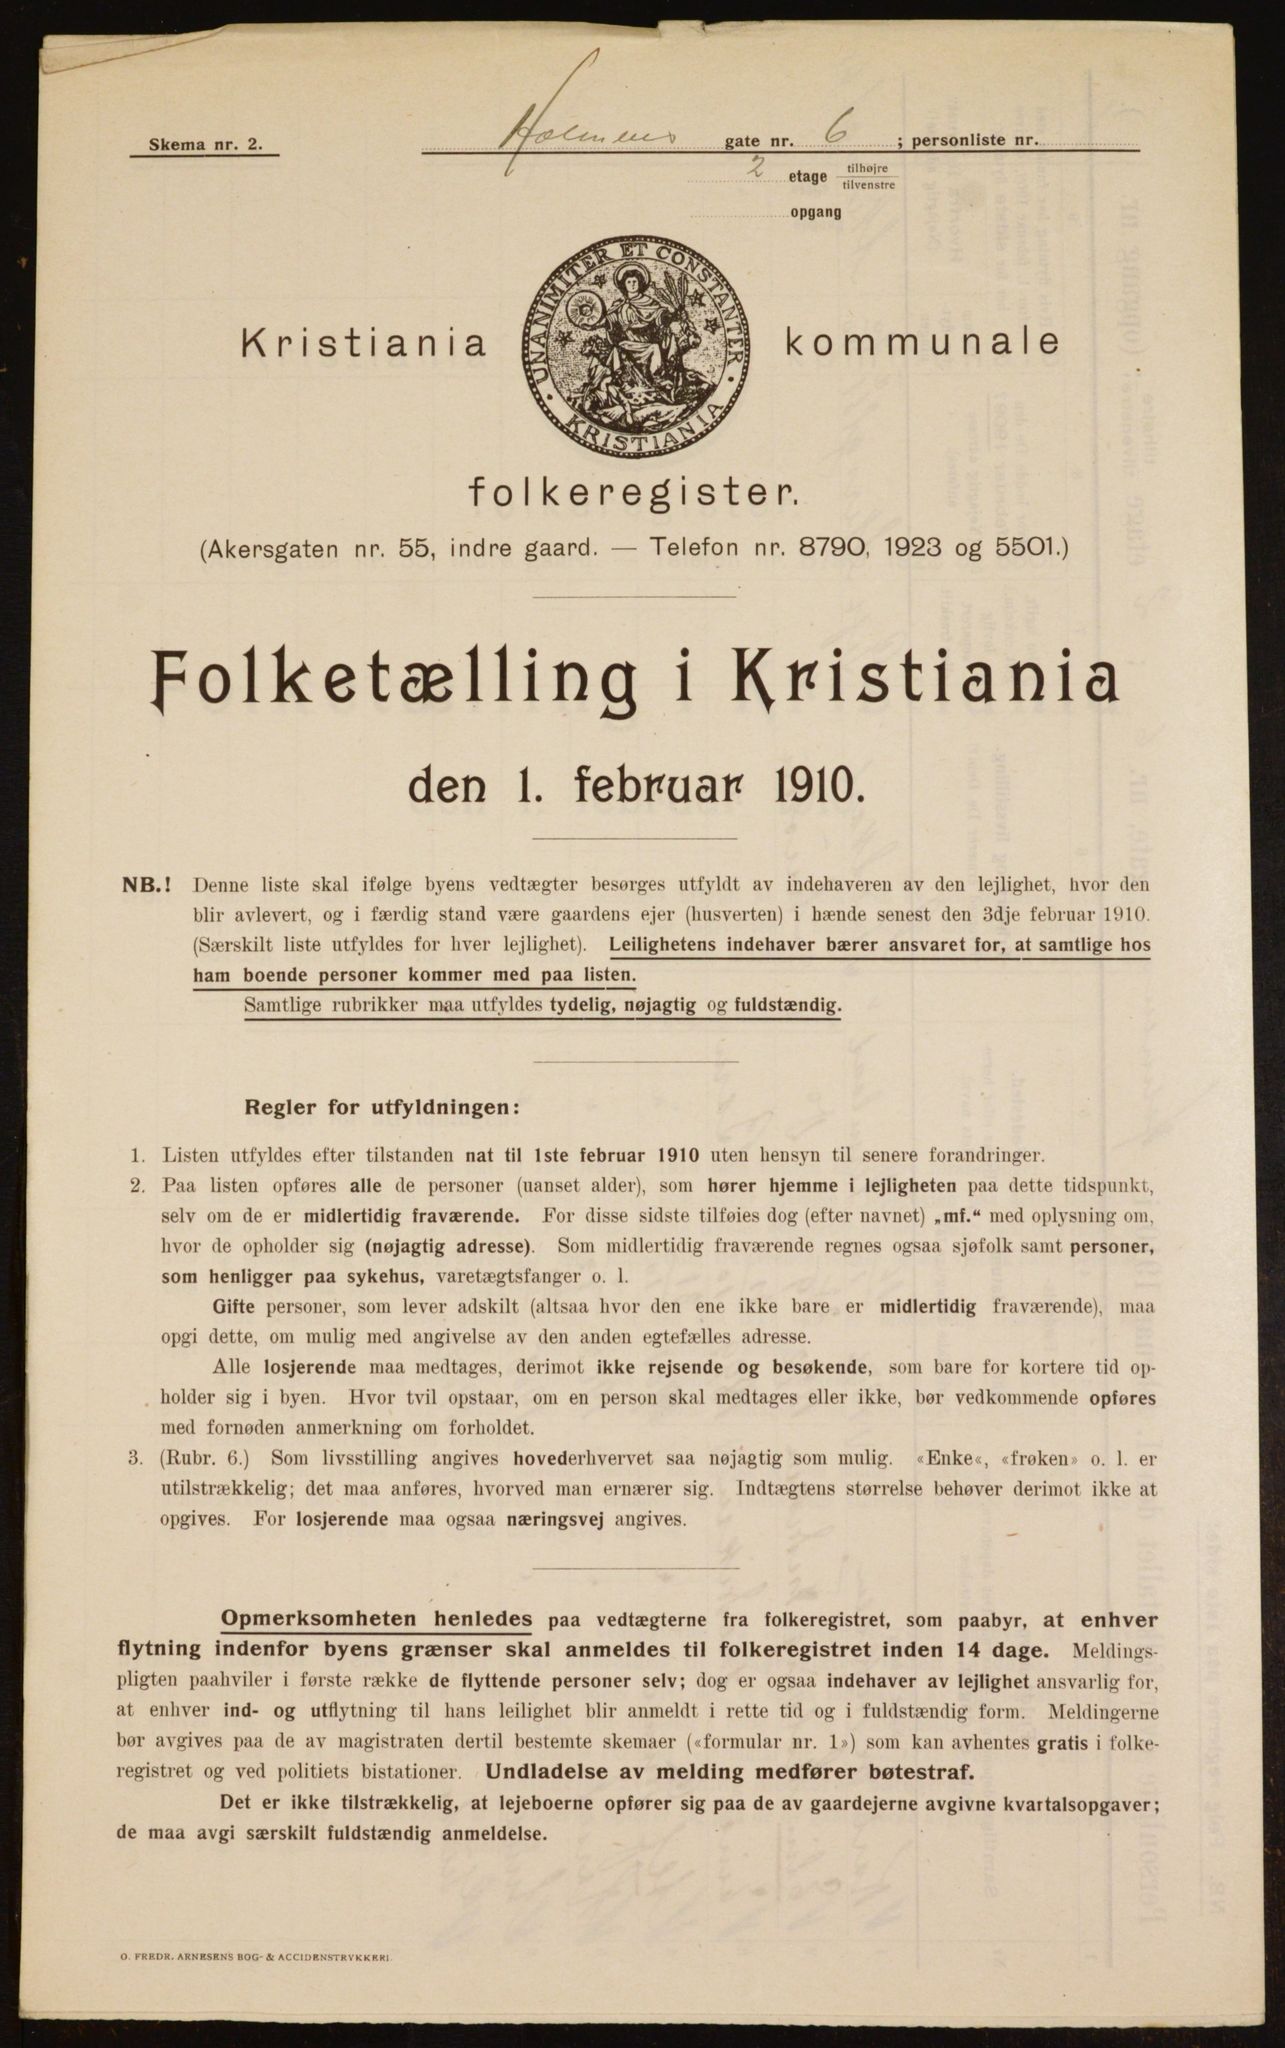 Skema nr. 2.
Holmens gate nr. 6 ; personliste nr.
2 etage tilhøjre
tilvenstre
opgang
UNANIMITER ET CONSTANTER
KRISTIANIA
Kristiania kommunale
folkeregister.
(Akersgaten nr. 55, indre gaard. — Telefon nr. 8790, 1923 og 5501.)
Folketælling i Kristiania
den 1. februar 1910.
NB.! Denne liste skal ifølge byens vedtægter besørges utfyldt av indehaveren av den lejlighet, hvor den
blir avlevert, og i færdig stand være gaardens ejer (husverten) i hænde senest den 3dje februar 1910.
(Særskilt liste utfyldes for hver lejlighet). Leilighetens indehaver bærer ansvaret for, at samtlige hos
ham boende personer kommer med paa listen.
Samtlige rubrikker maa utfyldes tydelig, nøjagtig og fuldstændig.
Regler for utfyldningen:
1. Listen utfyldes efter tilstanden nat til 1ste februar 1910 uten hensyn til senere forandringer.
2. Paa listen opføres alle de personer (uanset alder), som hører hjemme i lejligheten paa dette tidspunkt,
selv om de er midlertidig fraværende. For disse sidste tilføies dog (efter navnet) „mf.“ med oplysning om,
hvor de opholder sig (nøjagtig adresse). Som midlertidig fraværende regnes ogsaa sjøfolk samt personer,
som henligger paa sykehus, varetægtsfanger o. l.
Gifte personer, som lever adskilt (altsaa hvor den ene ikke bare er midlertidig fraværende), maa
opgi dette, om mulig med angivelse av den anden egtefælles adresse.
Alle losjerende maa medtages, derimot ikke rejsende og besøkende, som bare for kortere tid op-
holder sig i byen. Hvor tvil opstaar, om en person skal medtages eller ikke, bør vedkommende opføres
med fornøden anmerkning om forholdet.
3. (Rubr. 6.) Som livsstilling angives hovederhvervet saa nøjagtig som mulig. «Enke«, «frøken» o. l. er
utilstrækkelig; det maa anføres, hvorved man ernærer sig. Indtægtens størrelse behøver derimot ikke at
opgives. For losjerende maa ogsaa næringsvej angives.
Opmerksomheten henledes paa vedtægterne fra folkeregistret, som paabyr, at enhver
flytning indenfor byens grænser skal anmeldes til folkeregistret inden 14 dage. Meldings-
pligten paahviler i første række de flyttende personer selv; dog er ogsaa indehaver av lejlighet ansvarlig for,
at enhver ind- og utflytning til hans leilighet blir anmeldt i rette tid og i fuldstændig form. Meldingerne
bør avgives paa de av magistraten dertil bestemte skemaer («formular nr. 1») som kan avhentes gratis i folke-
registret og ved politiets bistationer. Undladelse av melding medfører bøtestraf.
Det er ikke tilstrækkelig, at lejeboerne opfører sig paa de av gaardejerne avgivne kvartalsopgaver;
de maa avgi særskilt fuldstændig anmeldelse.
O. FREDR. ARNESENS BOG- & ACCIDENSTRYKKERI.